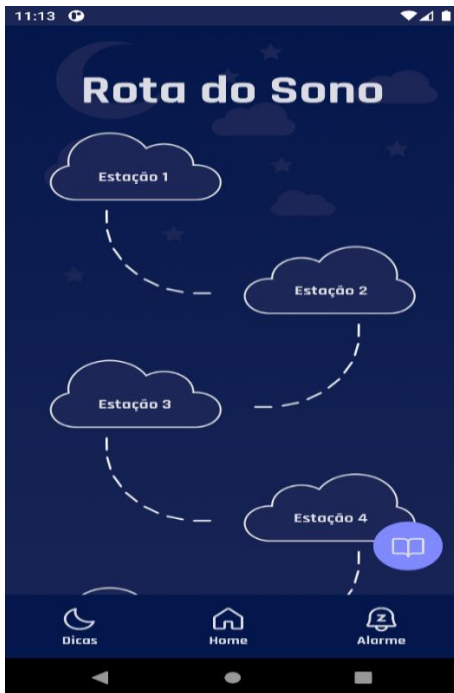 11:13
Rota do Sono
Estação 1
Estação 2
Estação 3
Estação 4
Dicas
Home
Alarme